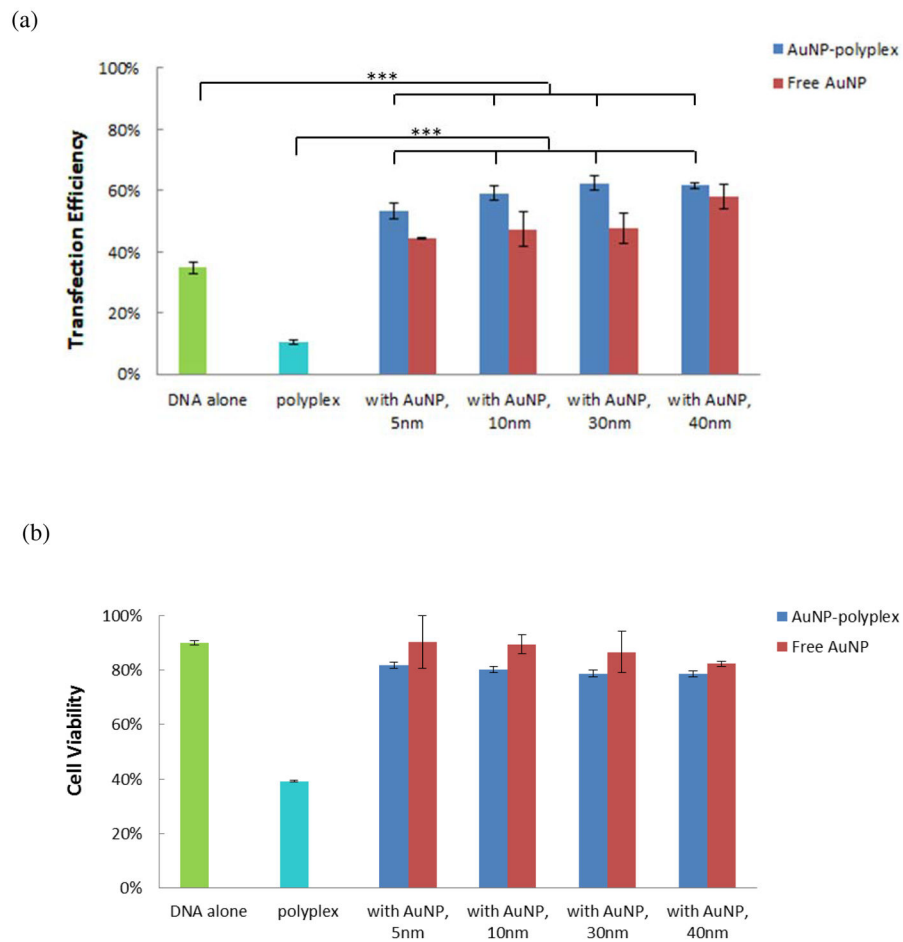 (a)
AuNP-polyplex
Free AuNP
100%
80%
60%
40%
20%
0%
Transfection Efficiency
***
***
DNA alone
polyplex
with AuNP, 5nm
with AuNP, 10nm
with AuNP, 30nm
with AuNP, 40nm
(b)
AuNP-polyplex
Free AuNP
100%
80%
60%
40%
20%
0%
Cell Viability
DNA alone
polyplex
with AuNP, 5nm
with AuNP, 10nm
with AuNP, 30nm
with AuNP, 40nm